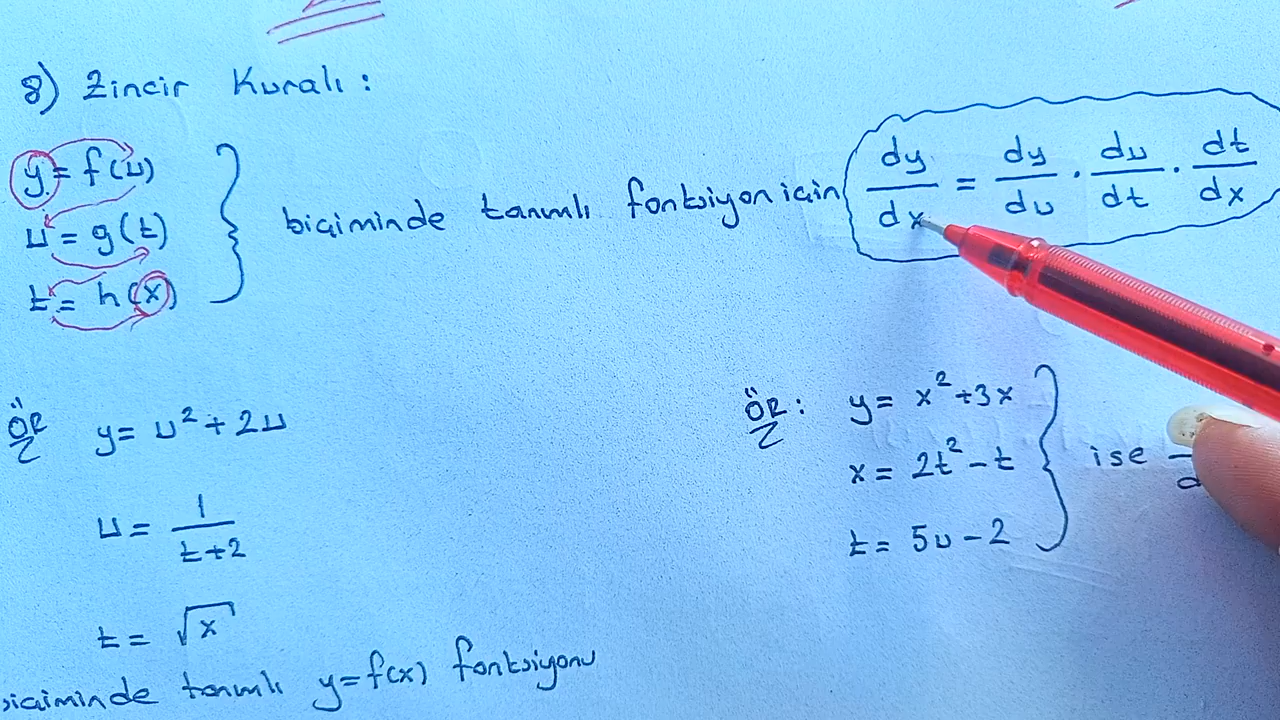 8) Zincir Kuralı:
y = f(u)
u = g(t)
t = h(x)
biçiminde tanımlı fonksiyon için dy/dx = dy/du · du/dt · dt/dx
ÖR y = u² + 2u
u = 1/(t+2)
t = √x
biçiminde tanımlı y=f(x) fonksiyonu
ÖR: y = x² + 3x
x = 2t² - t
t = 5u - 2
ise